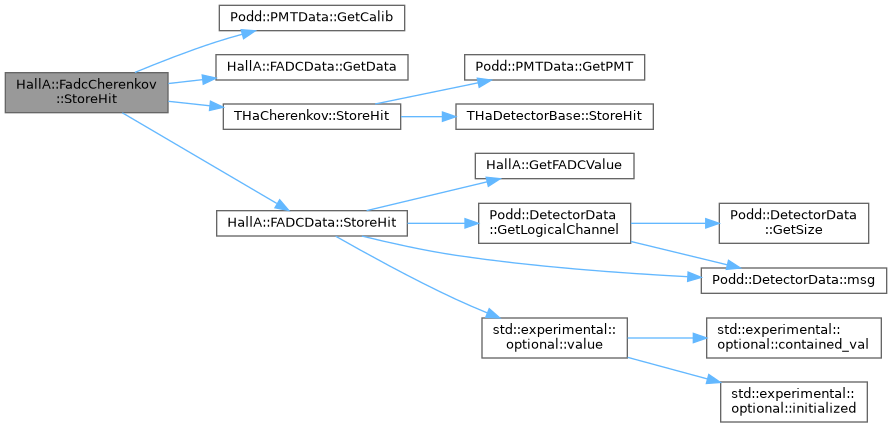 HallA::FadcCherenkov
::StoreHit
Podd::PMTData::GetCalib
HallA::FADCData::GetData
THaCherenkov::StoreHit
Podd::PMTData::GetPMT
THaDetectorBase::StoreHit
HallA::FADCData::StoreHit
HallA::GetFADCValue
Podd::DetectorData
::GetLogicalChannel
Podd::DetectorData
::GetSize
Podd::DetectorData::msg
std::experimental::
optional::value
std::experimental::
optional::contained_val
std::experimental::
optional::initialized